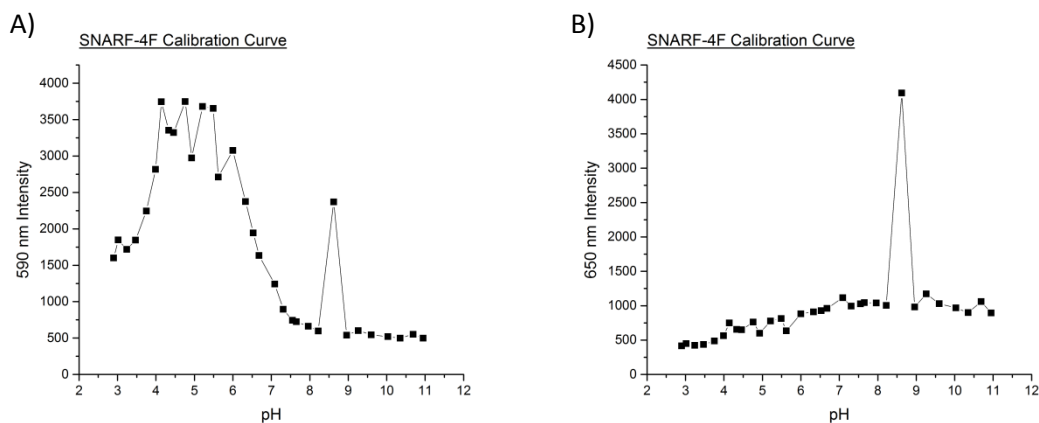 A)
SNARF-4F Calibration Curve
4000
3500
3000
2500
2000
1500
1000
500
0
590 nm Intensity
2 3 4 5 6 7 8 9 10 11 12
pH
B)
SNARF-4F Calibration Curve
4500
4000
3500
3000
2500
2000
1500
1000
500
0
650 nm Intensity
2 3 4 5 6 7 8 9 10 11 12
pH